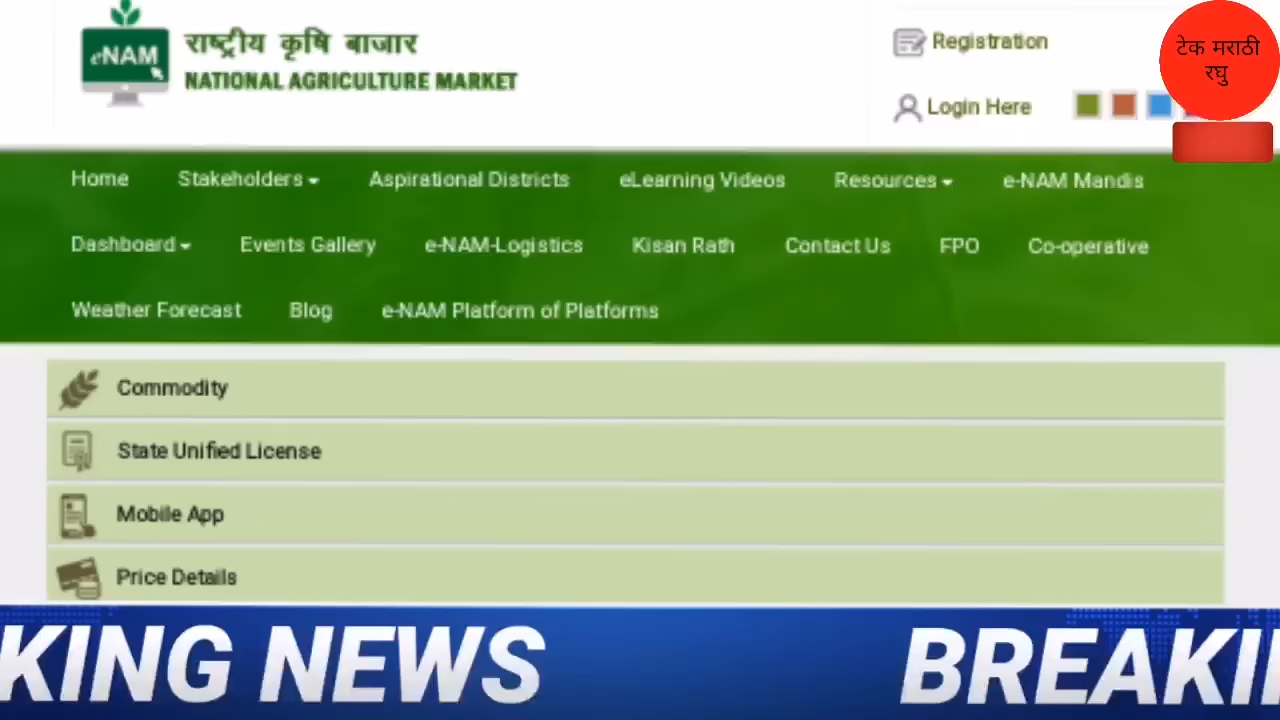 eNAM
राष्ट्रीय कृषि बाजार
NATIONAL AGRICULTURE MARKET
Registration
Login Here
टेक मराठी
रघु
Home Stakeholders Aspirational Districts eLearning Videos Resources e-NAM Mandis
Dashboard Events Gallery e-NAM-Logistics Kisan Rath Contact Us FPO Co-operative
Weather Forecast Blog e-NAM Platform of Platforms
Commodity
State Unified License
Mobile App
Price Details
KING NEWS BREAKI